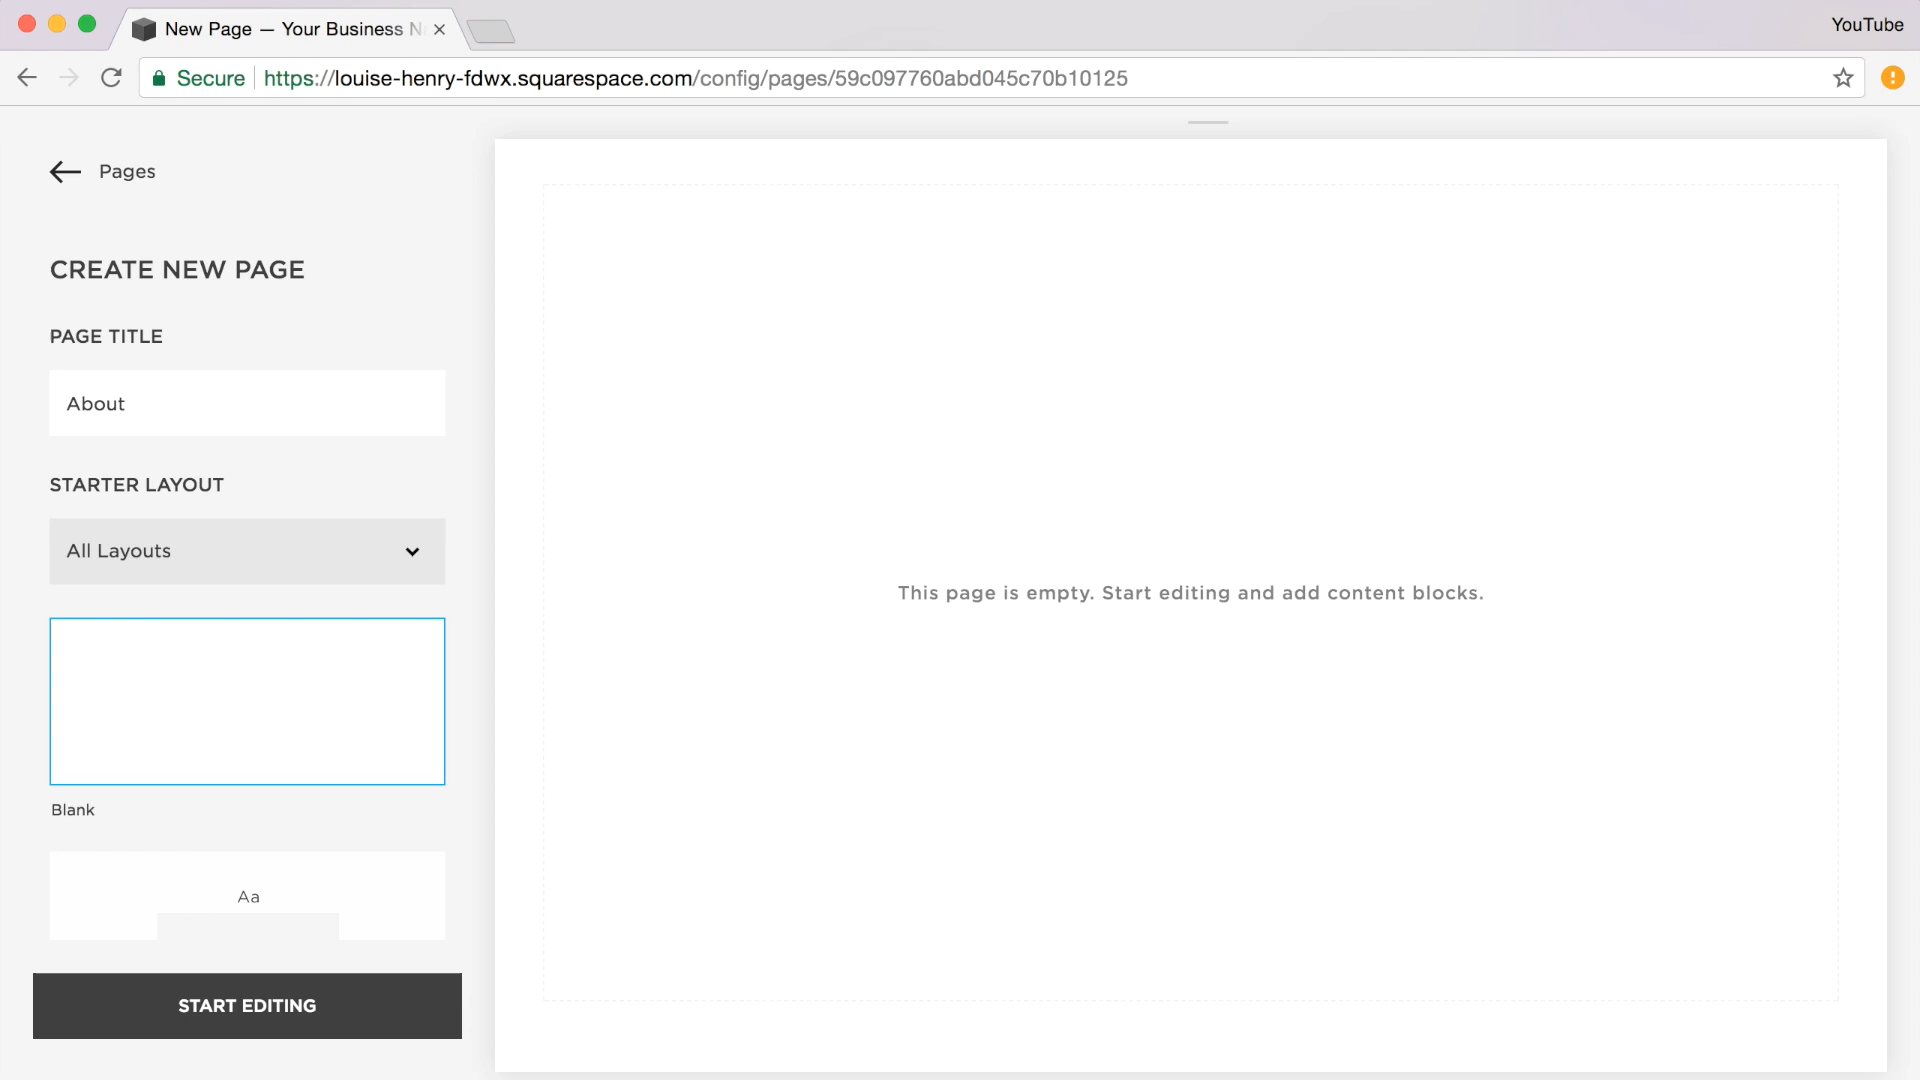 New Page — Your Business N
YouTube
Secure
https://louise-henry-fdwx.squarespace.com/config/pages/59c097760abd045c70b10125
Pages
CREATE NEW PAGE
PAGE TITLE
About
STARTER LAYOUT
All Layouts
This page is empty. Start editing and add content blocks.
Blank
Aa
START EDITING